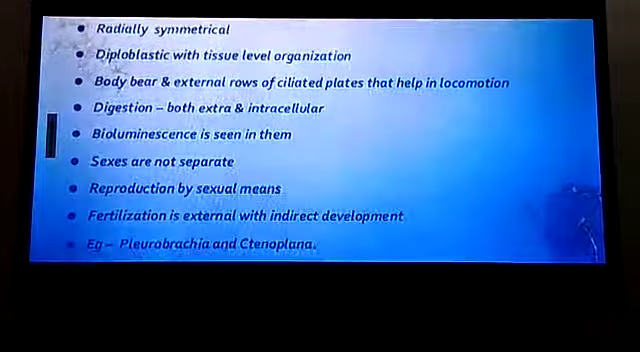 • Radially symmetrical
• Diploblastic with tissue level organization
• Body bear & external rows of ciliated plates that help in locomotion
• Digestion – both extra & intracellular
• Bioluminescence is seen in them
• Sexes are not separate
• Reproduction by sexual means
• Fertilization is external with indirect development
• Eg – Pleurobrachia and Ctenoplana.